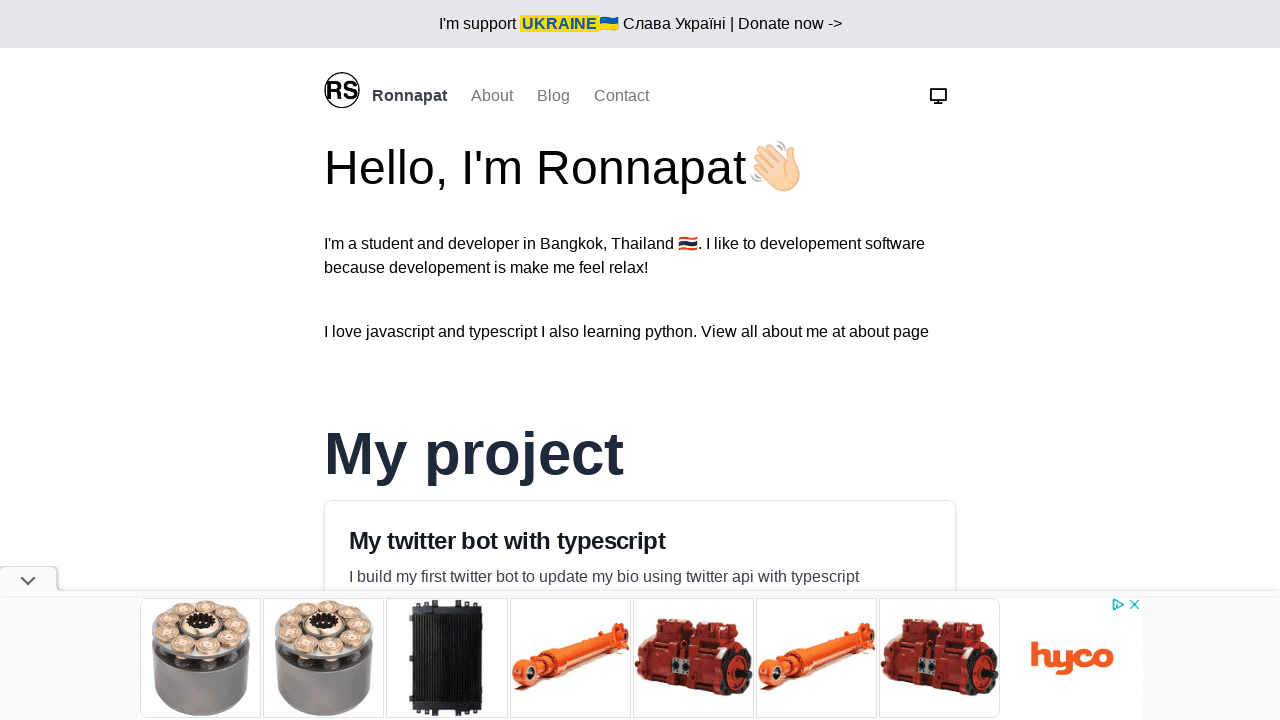 I'm support UKRAINE🇺🇦 Слава Україні | Donate now ->
RS Ronnapat About Blog Contact
Hello, I'm Ronnapat👋🏻
I'm a student and developer in Bangkok, Thailand 🇹🇭. I like to developement software
because developement is make me feel relax!
I love javascript and typescript I also learning python. View all about me at about page
My project
My twitter bot with typescript
I build my first twitter bot to update my bio using twitter api with typescript
hyco